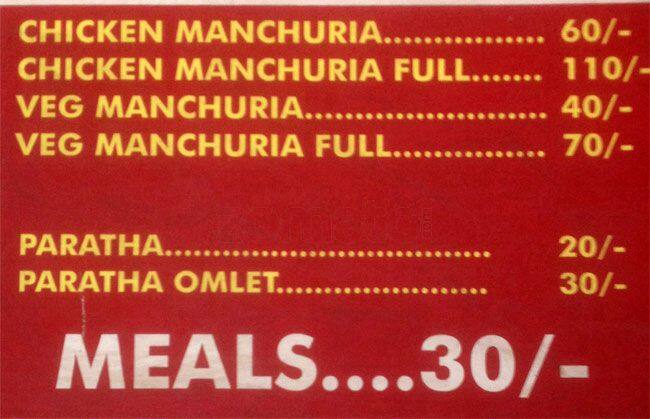 CHICKEN MANCHURIA................ 60/-
CHICKEN MANCHURIA FULL....... 110/-
VEG MANCHURIA......................... 40/-
VEG MANCHURIA FULL............... 70/-
PARATHA................................. 20/-
PARATHA OMLET..................... 30/-
MEALS....30/-